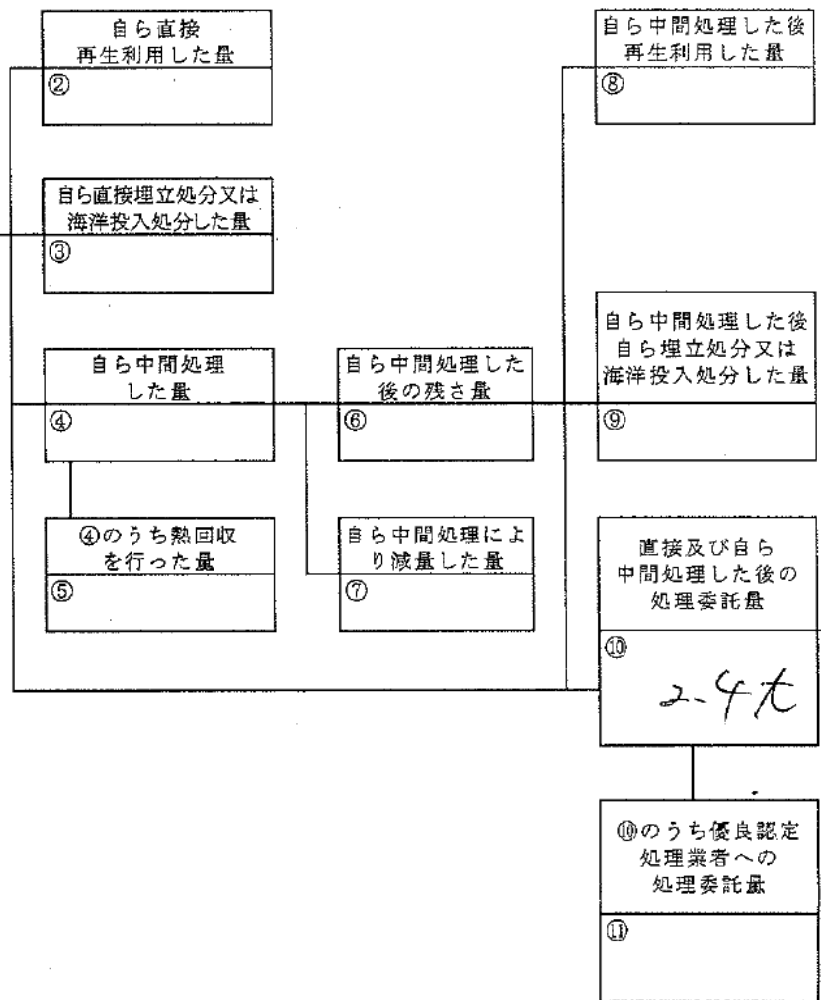 自ら直接
再生利用した量
②
自ら中間処理した後
再生利用した量
⑧
自ら直接埋立処分又は
海洋投入処分した量
③
自ら中間処理
した量
④
自ら中間処理した
後の残さ量
⑥
自ら中間処理した後
自ら埋立処分又は
海洋投入処分した量
⑨
④のうち熱回収
を行った量
⑤
自ら中間処理によ
り減量した量
⑦
直接及び自ら
中間処理した後の
処理委託量
⑩
2.4t
⑩のうち優良認定
処理業者への
処理委託量
⑪